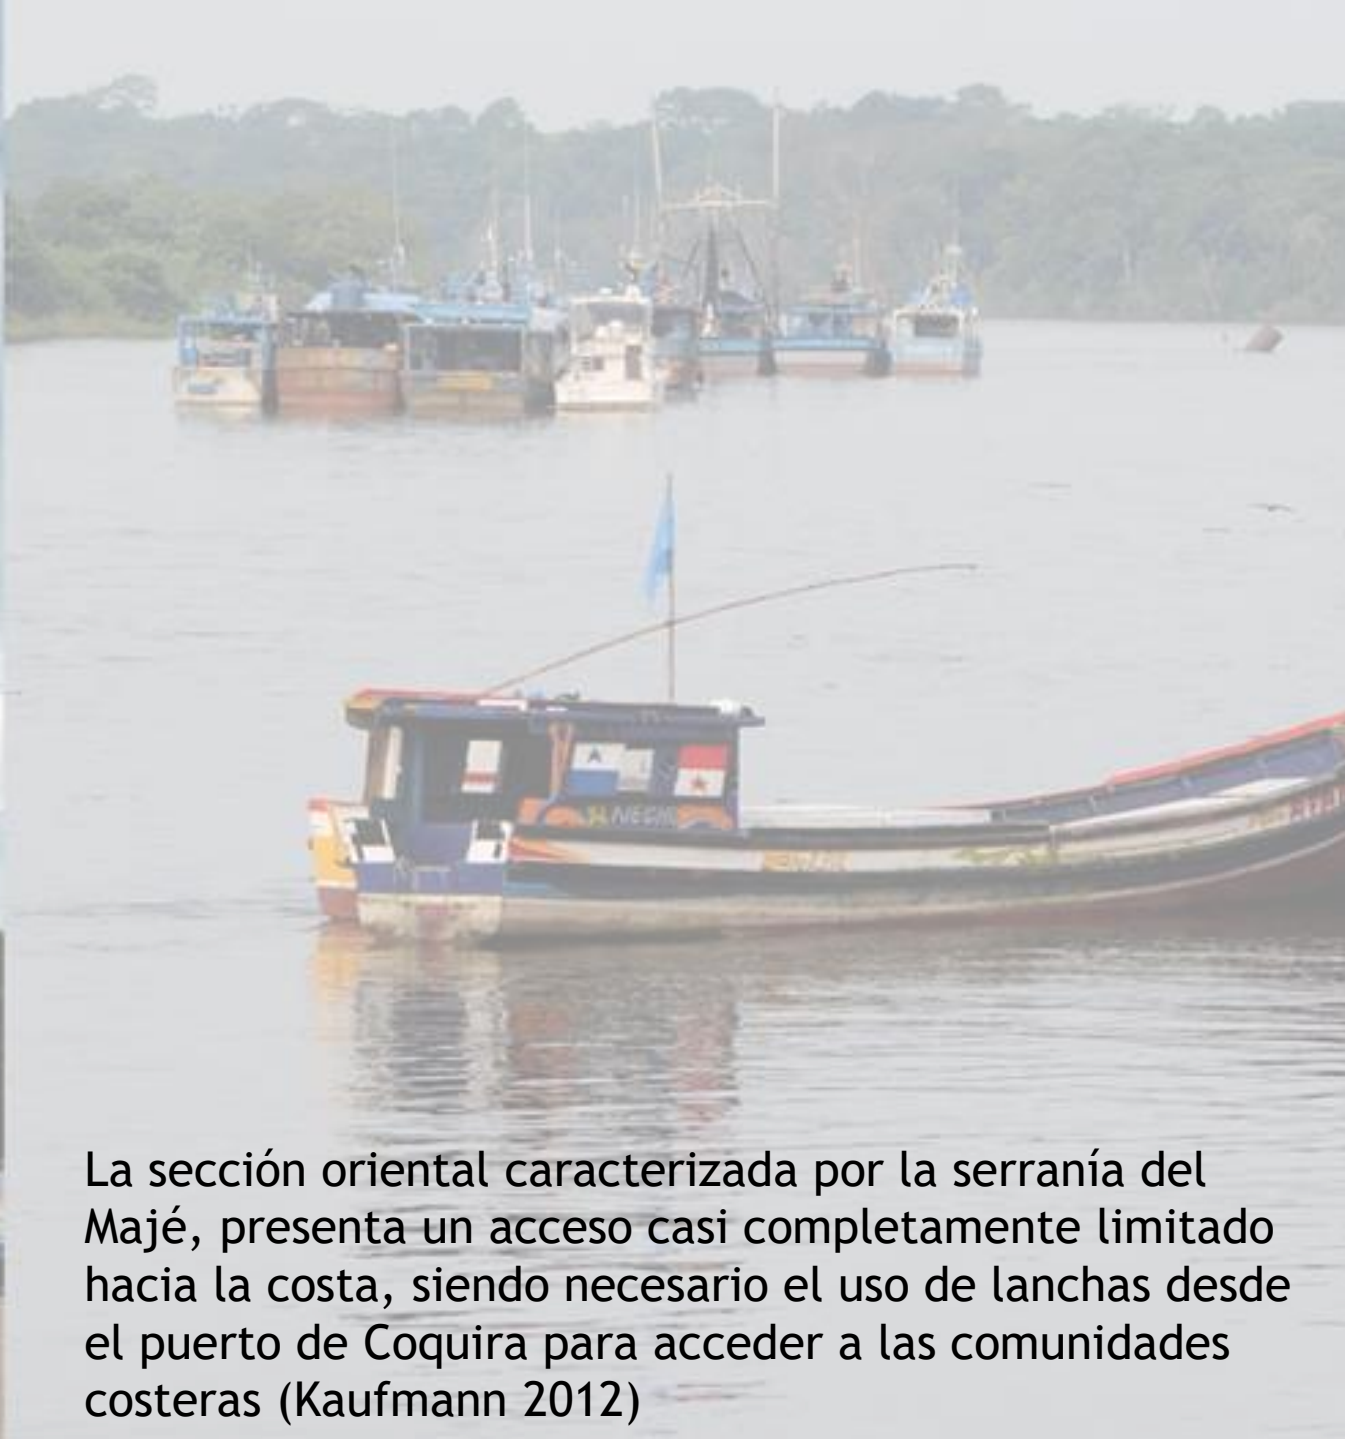 La sección oriental caracterizada por la serranía del
Majé, presenta un acceso casi completamente limitado
hacia la costa, siendo necesario el uso de lanchas desde
el puerto de Coquira para acceder a las comunidades
costeras (Kaufmann 2012)